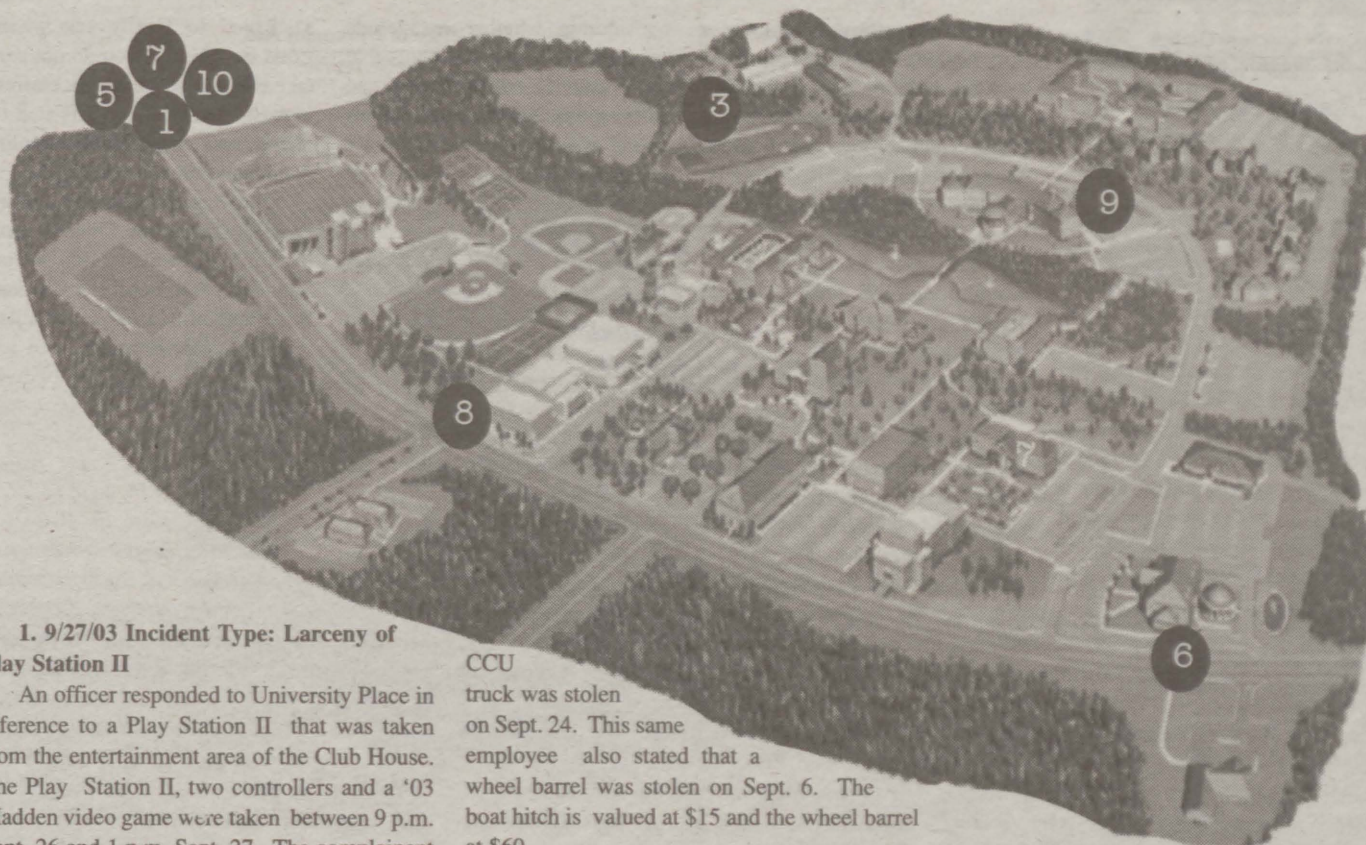 7
5
10
1
3
9
8
4
6
1. 9/27/03 Incident Type: Larceny of
lay Station II
An officer responded to University Place in
ference to a Play Station II that was taken
om the entertainment area of the Club House.
he Play Station II, two controllers and a '03
adden video game were taken between 9 p.m.
CCU
truck was stolen
on Sept. 24. This same
employee also stated that a
wheel barrel was stolen on Sept. 6. The
boat hitch is valued at $15 and the wheel barrel